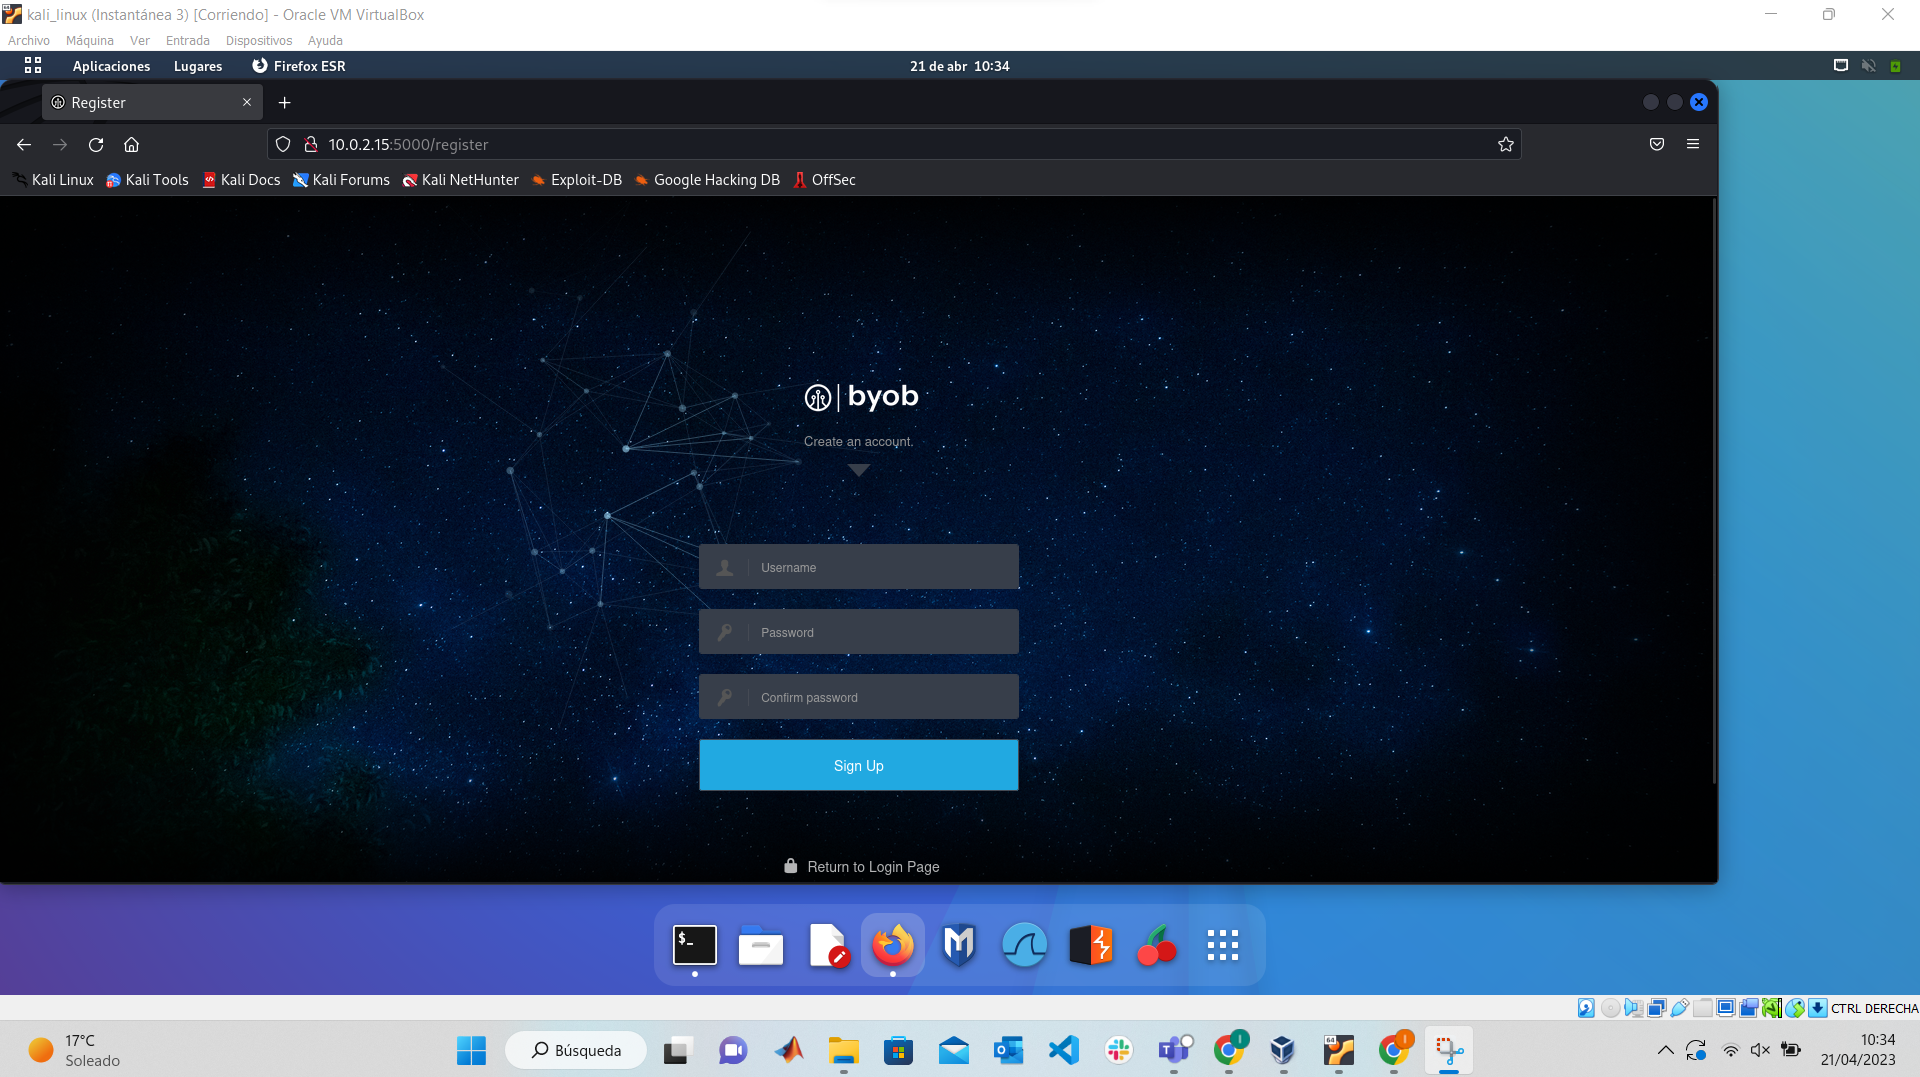 kali_linux (Instantánea 3) [Corriendo] - Oracle VM VirtualBox
Archivo Máquina Ver Entrada Dispositivos Ayuda
Aplicaciones Lugares Firefox ESR 21 de abr 10:34
Register
10.0.2.15:5000/register
Kali Linux Kali Tools Kali Docs Kali Forums Kali NetHunter Exploit-DB Google Hacking DB OffSec
byob
Create an account.
Username
Password
Confirm password
Sign Up
Return to Login Page
$_
CTRL DERECHA
17°C
Soleado
Búsqueda
64
10:34
21/04/2023